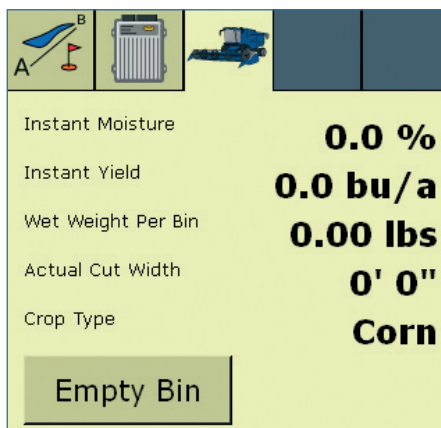 A B
Instant Moisture 0.0 %
Instant Yield 0.0 bu/a
Wet Weight Per Bin 0.00 lbs
Actual Cut Width 0' 0"
Crop Type Corn
Empty Bin